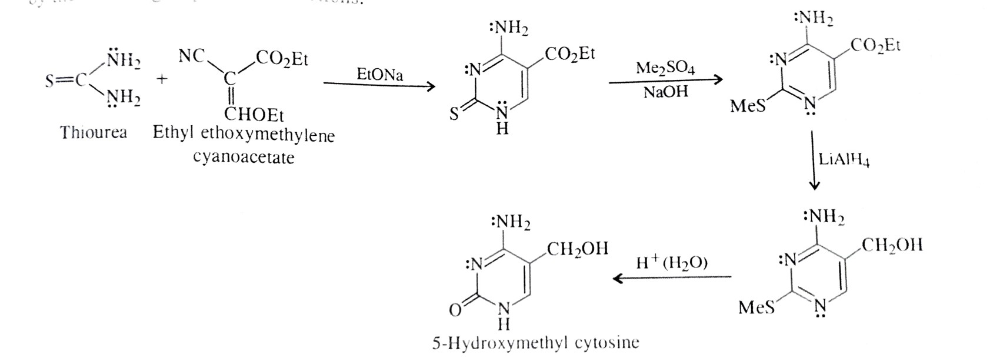 :NH₂
CO₂Et
:N
S
N̈
H
NC
CO₂Et
C
CHOEt
S=C
N̈H₂
NH₂
+
Thiourea
Ethyl ethoxymethylene
cyanoacetate
EtONa
Me₂SO₄
NaOH
:NH₂
CO₂Et
:N
MeS
N
LiAlH₄
:NH₂
CH₂OH
:N
MeS
N
H⁺ (H₂O)
:NH₂
CH₂OH
:N
O
N
H
5-Hydroxymethyl cytosine